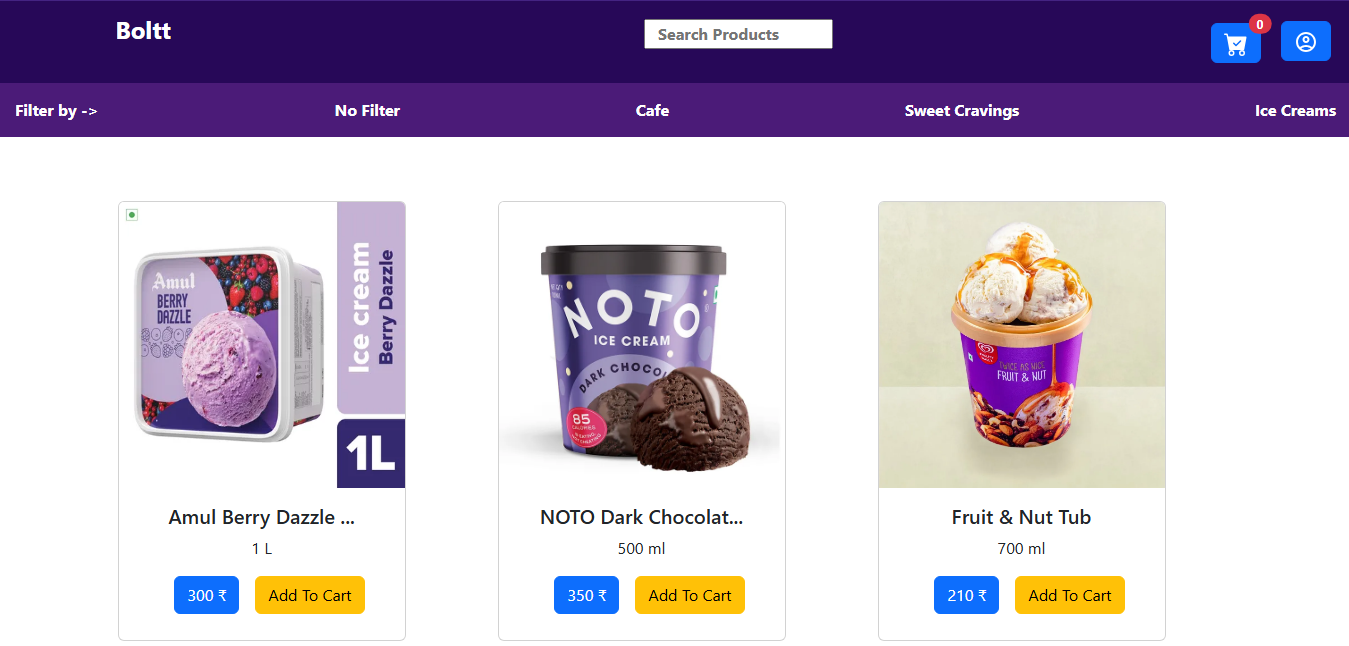 Boltt
Search Products
0
Filter by ->
No Filter
Cafe
Sweet Cravings
Ice Creams
Amul
BERRY
DAZZLE
Ice cream
Berry Dazzle
1L
NOTO
ICE CREAM
DARK CHOCOL
85
CALORIES
TWICE AS NICE
FRUIT & NUT
Amul Berry Dazzle ...
1 L
300 ₹
Add To Cart
NOTO Dark Chocolat...
500 ml
350 ₹
Add To Cart
Fruit & Nut Tub
700 ml
210 ₹
Add To Cart